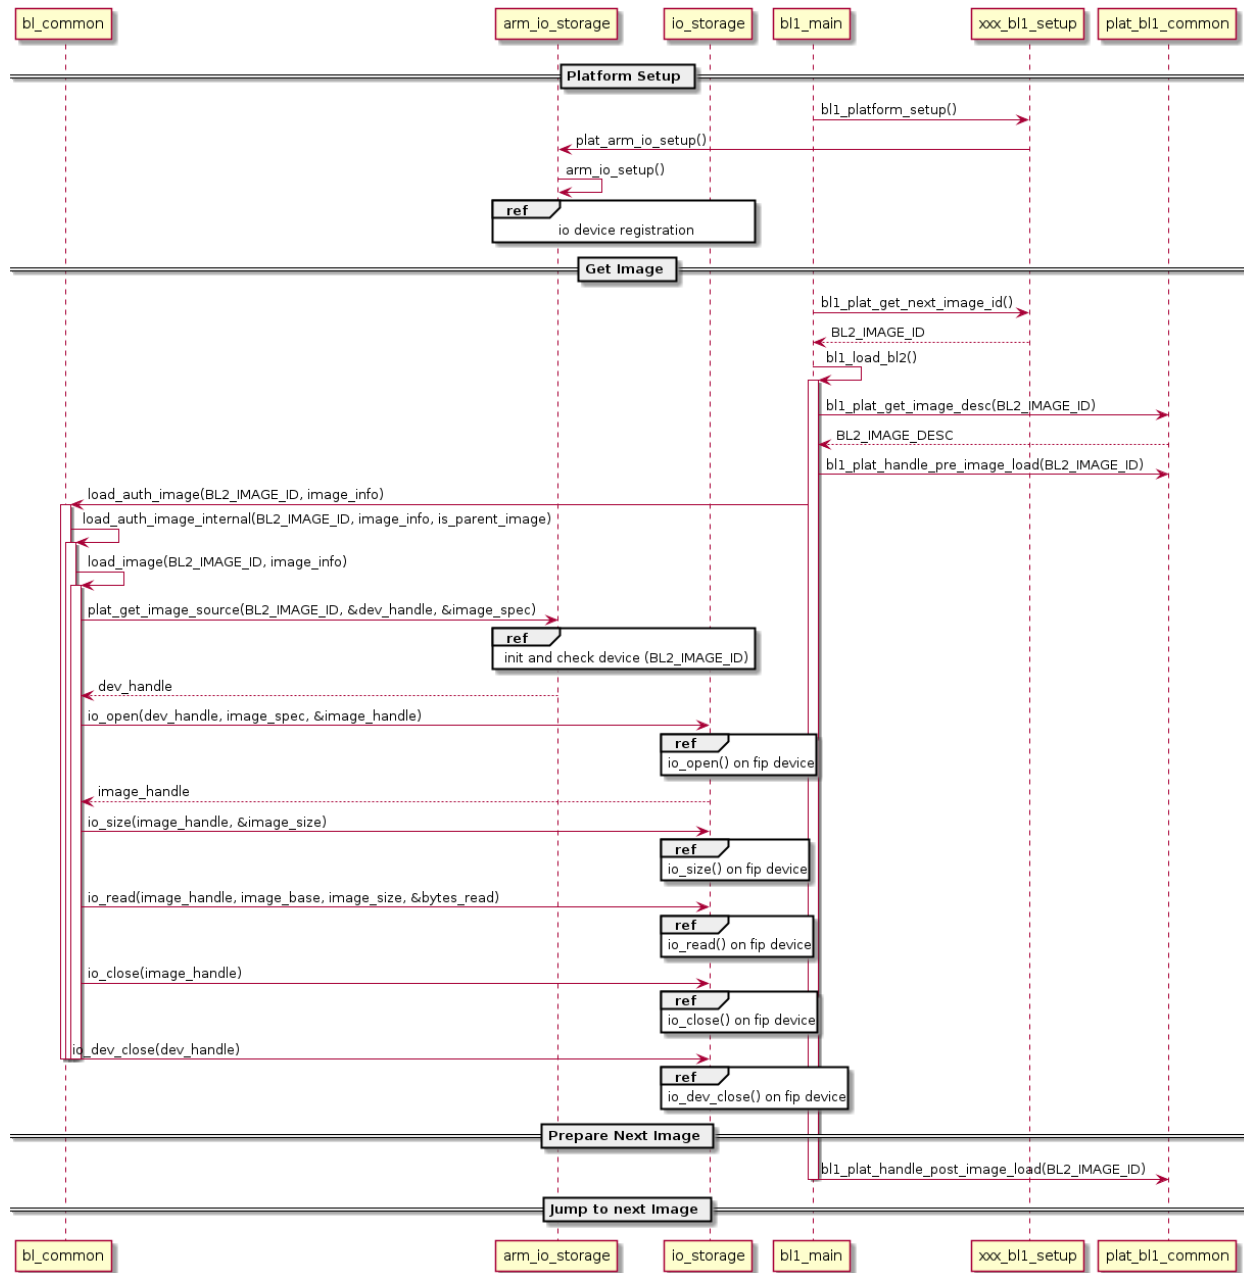 bl_common
arm_io_storage
io_storage
bl1_main
xxx_bl1_setup
plat_bl1_common
Platform Setup
bl1_platform_setup()
plat_arm_io_setup()
arm_io_setup()
ref
io device registration
Get Image
bl1_plat_get_next_image_id()
BL2_IMAGE_ID
bl1_load_bl2()
bl1_plat_get_image_desc(BL2_IMAGE_ID)
BL2_IMAGE_DESC
bl1_plat_handle_pre_image_load(BL2_IMAGE_ID)
load_auth_image(BL2_IMAGE_ID, image_info)
load_auth_image_internal(BL2_IMAGE_ID, image_info, is_parent_image)
load_image(BL2_IMAGE_ID, image_info)
plat_get_image_source(BL2_IMAGE_ID, &dev_handle, &image_spec)
ref
init and check device (BL2_IMAGE_ID)
dev_handle
io_open(dev_handle, image_spec, &image_handle)
ref
io_open() on fip device
image_handle
io_size(image_handle, &image_size)
ref
io_size() on fip device
io_read(image_handle, image_base, image_size, &bytes_read)
ref
io_read() on fip device
io_close(image_handle)
ref
io_close() on fip device
io_dev_close(dev_handle)
ref
io_dev_close() on fip device
Prepare Next Image
bl1_plat_handle_post_image_load(BL2_IMAGE_ID)
Jump to next Image
bl_common
arm_io_storage
io_storage
bl1_main
xxx_bl1_setup
plat_bl1_common